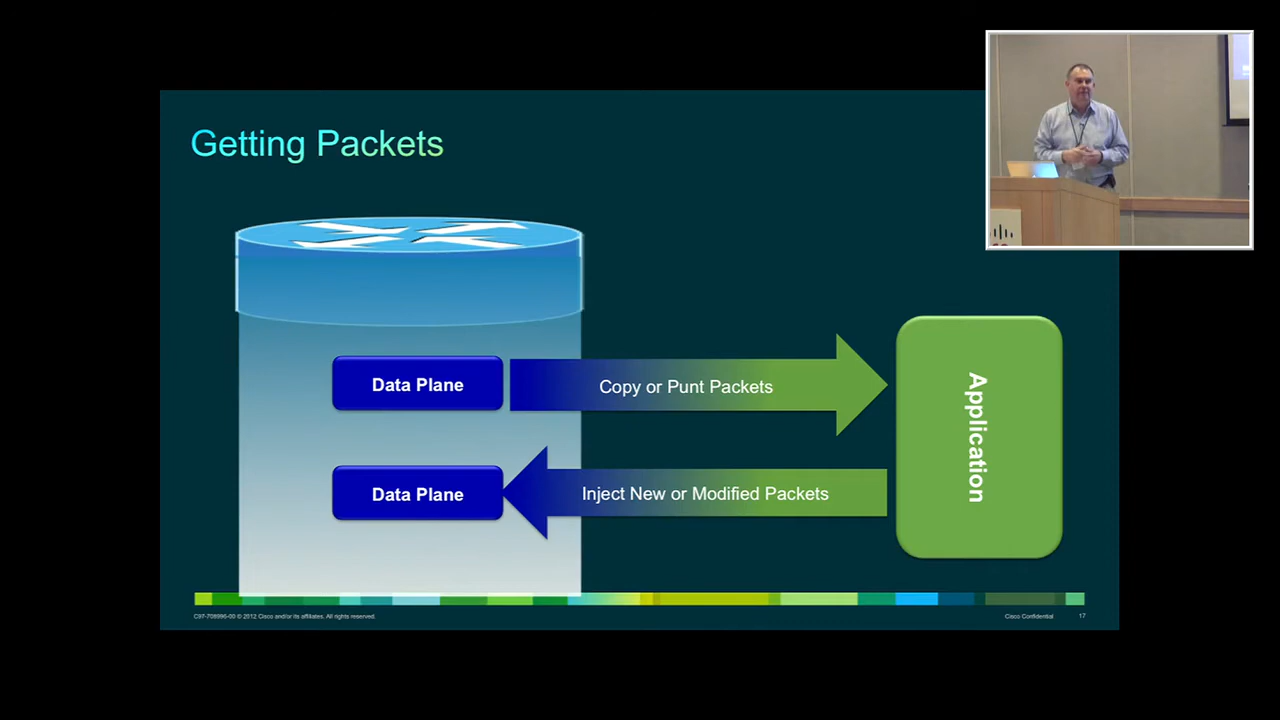 Getting Packets
Data Plane
Copy or Punt Packets
Application
Data Plane
Inject New or Modified Packets
C97-708996-00 © 2012 Cisco and/or its affiliates. All rights reserved.
Cisco Confidential
17